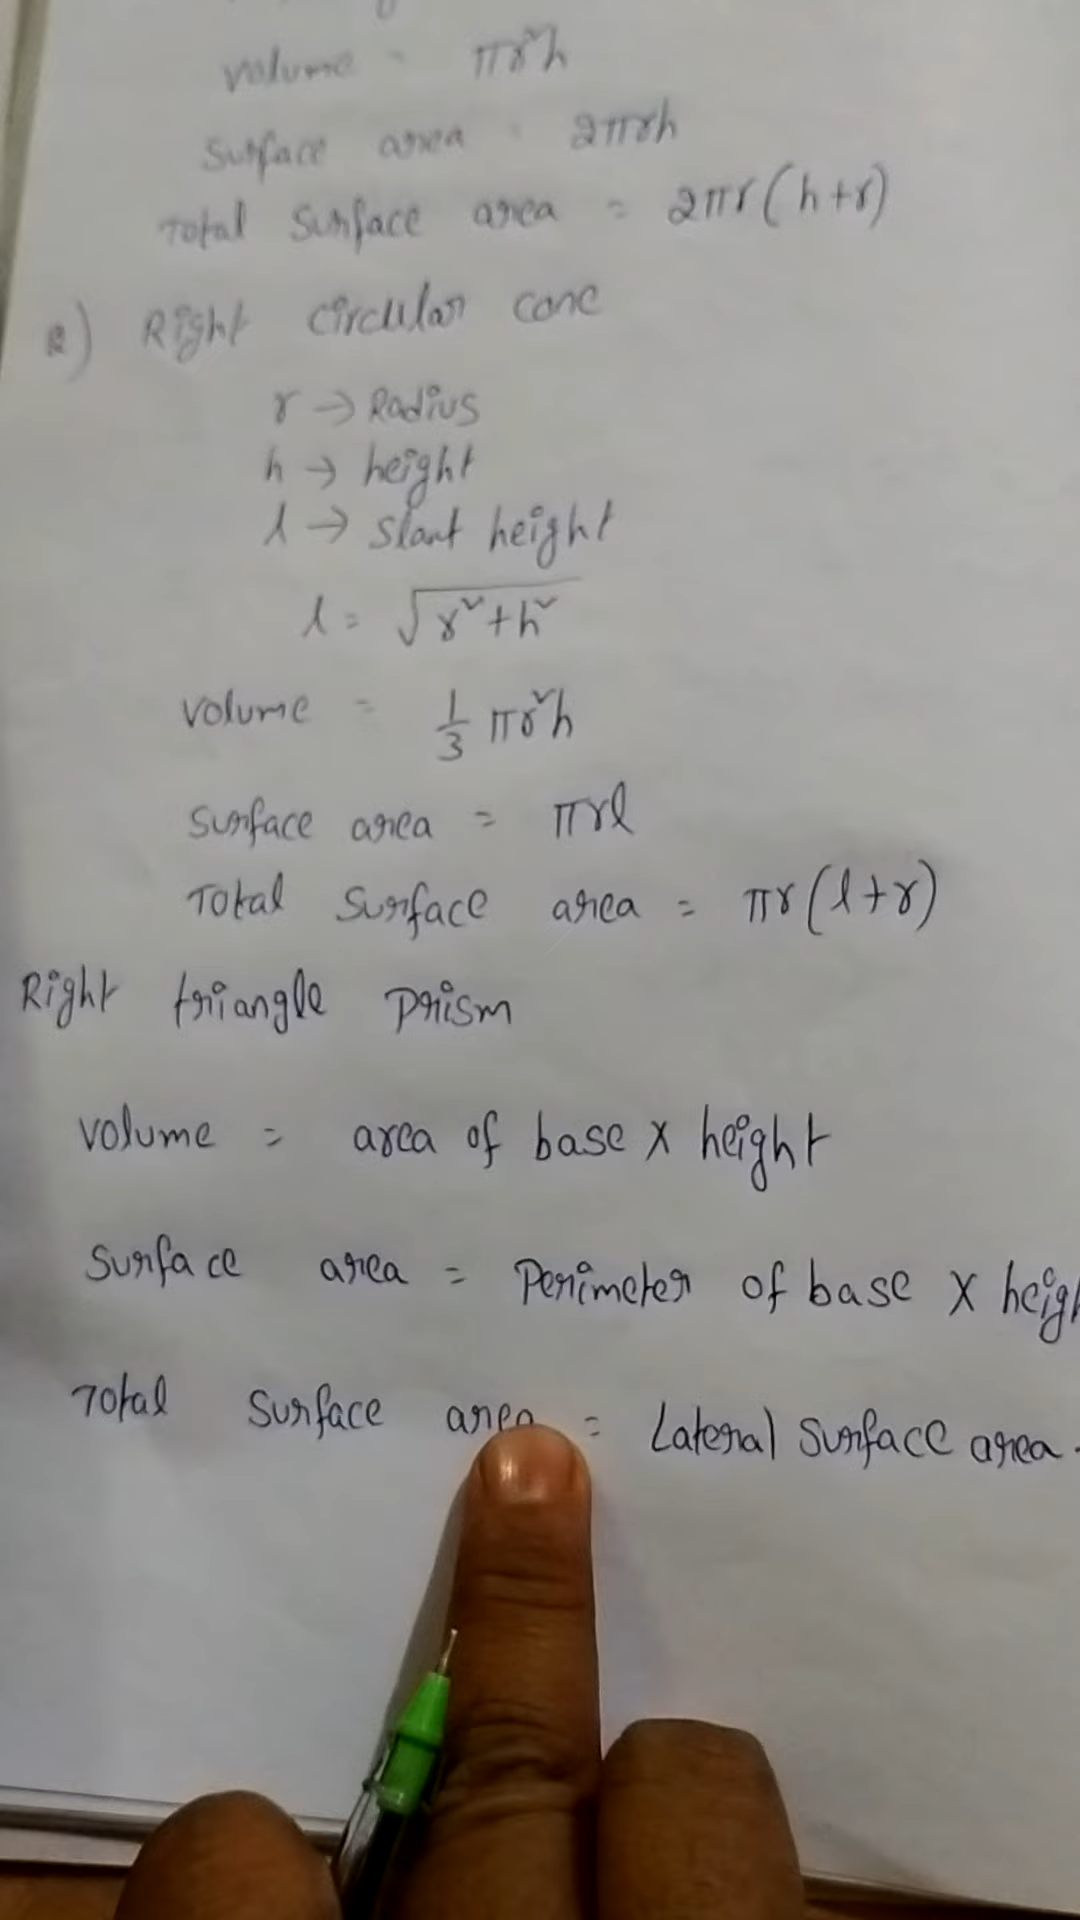 volume = πr²h
Surface area = 2πrh
Total Surface area = 2πr(h+r)
2) Right circular cone
r → Radius
h → height
l → slant height
l = √r²+h²
volume = 1/3 πr²h
Surface area = πrl
Total Surface area = πr(l+r)
Right triangle Prism
volume = area of base x height
Surface area = Perimeter of base x heigh
Total Surface area = Lateral Surface area